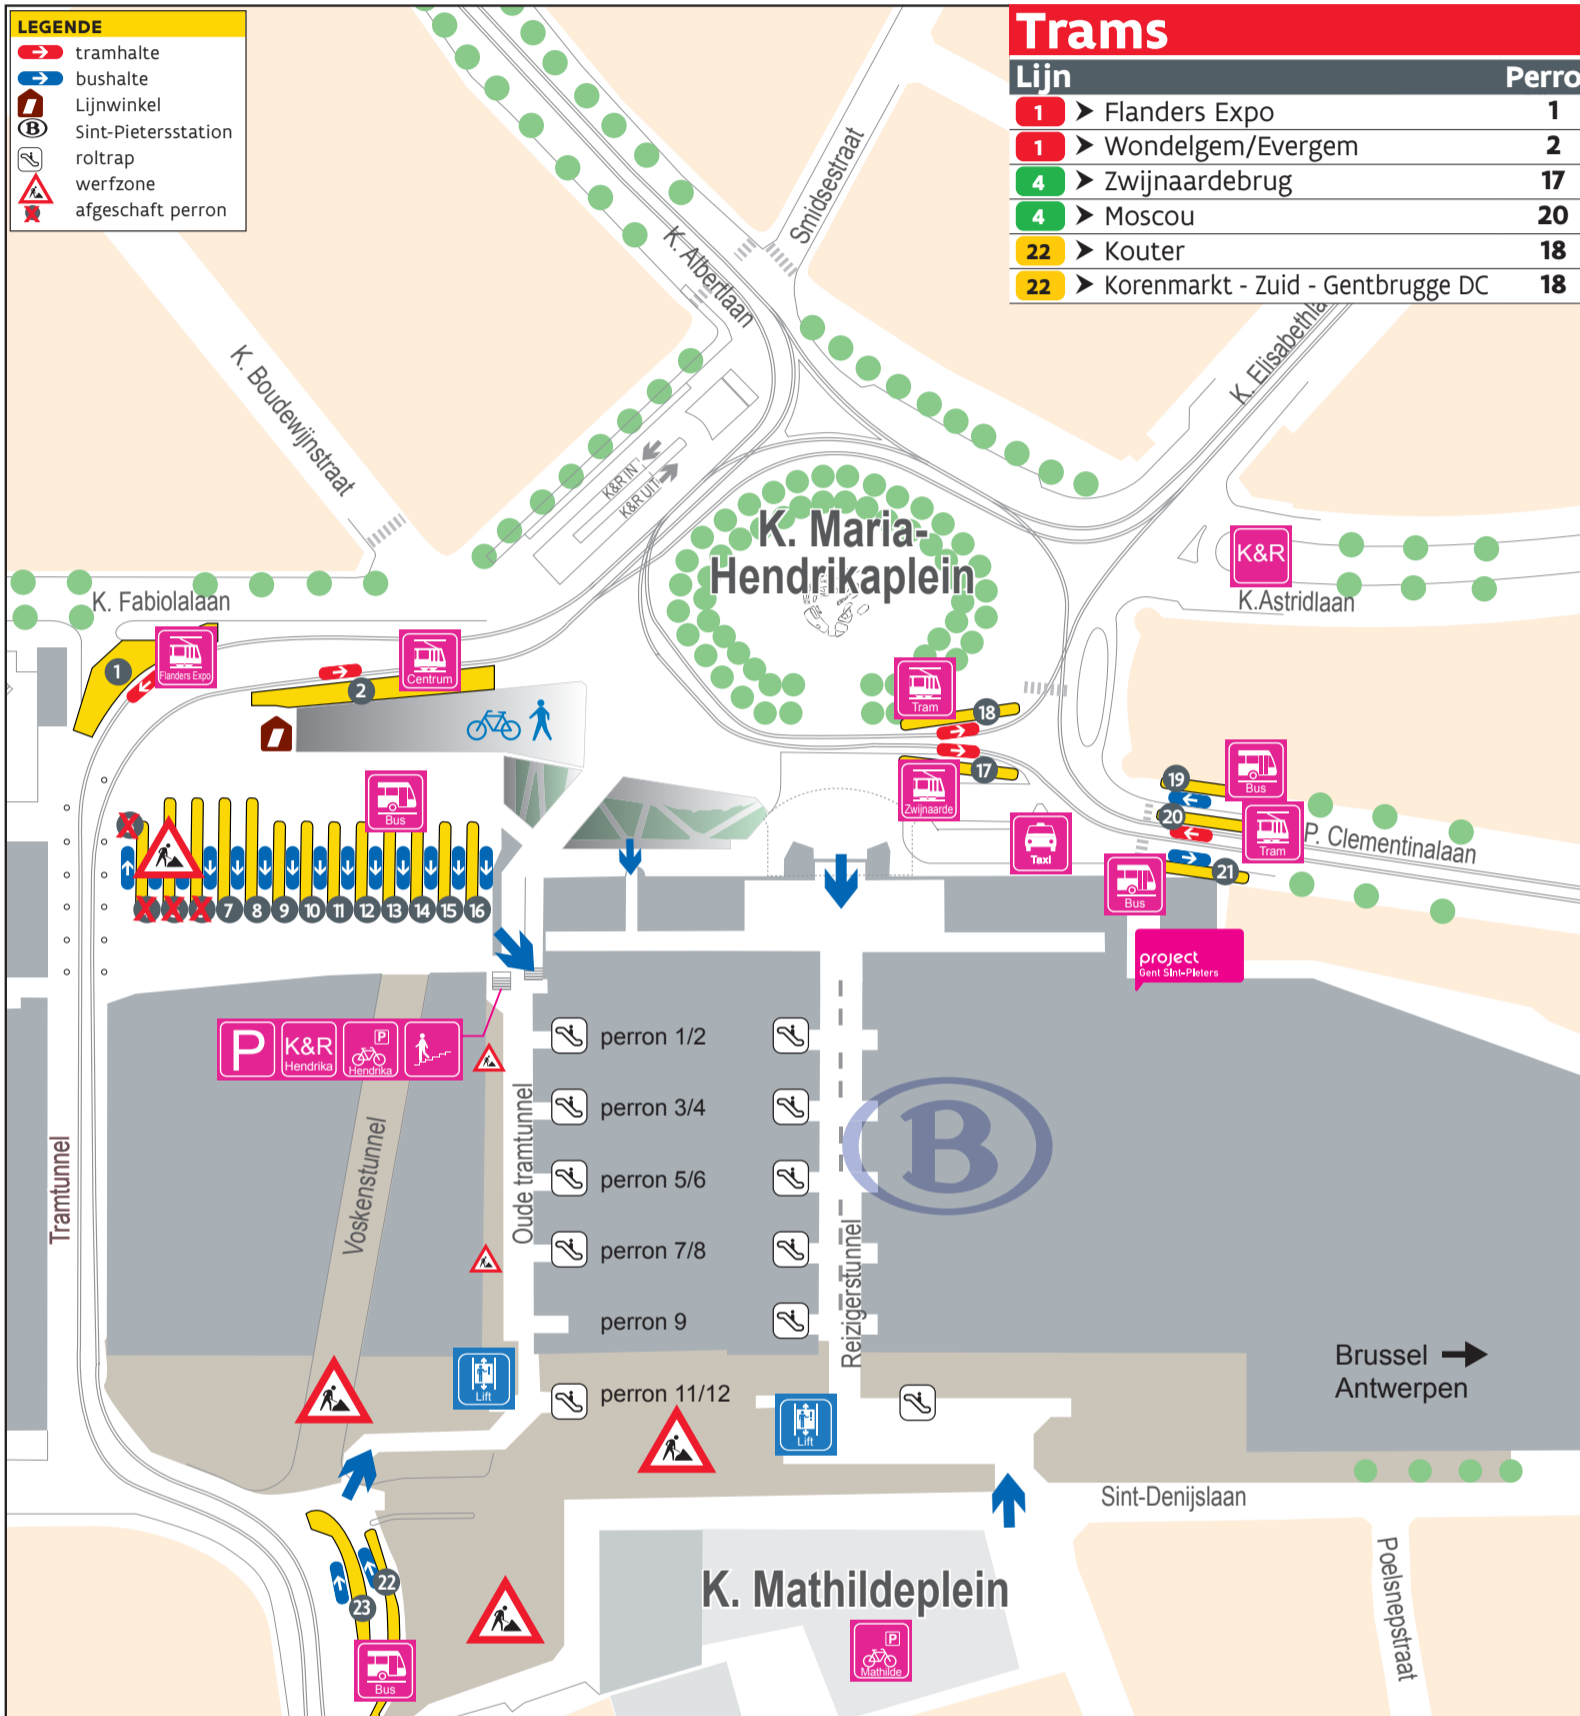 LEGENDE
tramhalte
bushalte
Lijnwinkel
B Sint-Pietersstation
roltrap
werfzone
afgeschaft perron
Trams
Lijn Perro
1 ➤ Flanders Expo 1
1 ➤ Wondelgem/Evergem 2
4 ➤ Zwijnaardebrug 17
4 ➤ Moscou 20
22 ➤ Kouter 18
22 ➤ Korenmarkt - Zuid - Gentbrugge DC 18
Smidsestraat
K. Albertlaan
K. Elisabethla
K. Boudewijnstraat
K&R IN
K&R UIT
K. Maria-
Hendrikaplein
K&R
K.Astridlaan
K. Fabiolalaan
1
Flanders Expo
2
Centrum
Tram
18
17
Zwijnaarde
Taxi
19
Bus
20
Tram
P. Clementinalaan
21
Bus
Bus
7 8 9 10 11 12 13 14 15 16
project
Gent Sint-Pieters
P
K&R
Hendrika
P
Hendrika
perron 1/2
perron 3/4
perron 5/6
perron 7/8
perron 9
perron 11/12
B
Tramtunnel
Voskenstunnel
Oude tramtunnel
Reizigerstunnel
Lift
Lift
Brussel
Antwerpen
Sint-Denijslaan
Poelsnepstraat
22
23
Bus
K. Mathildeplein
P
Mathilde